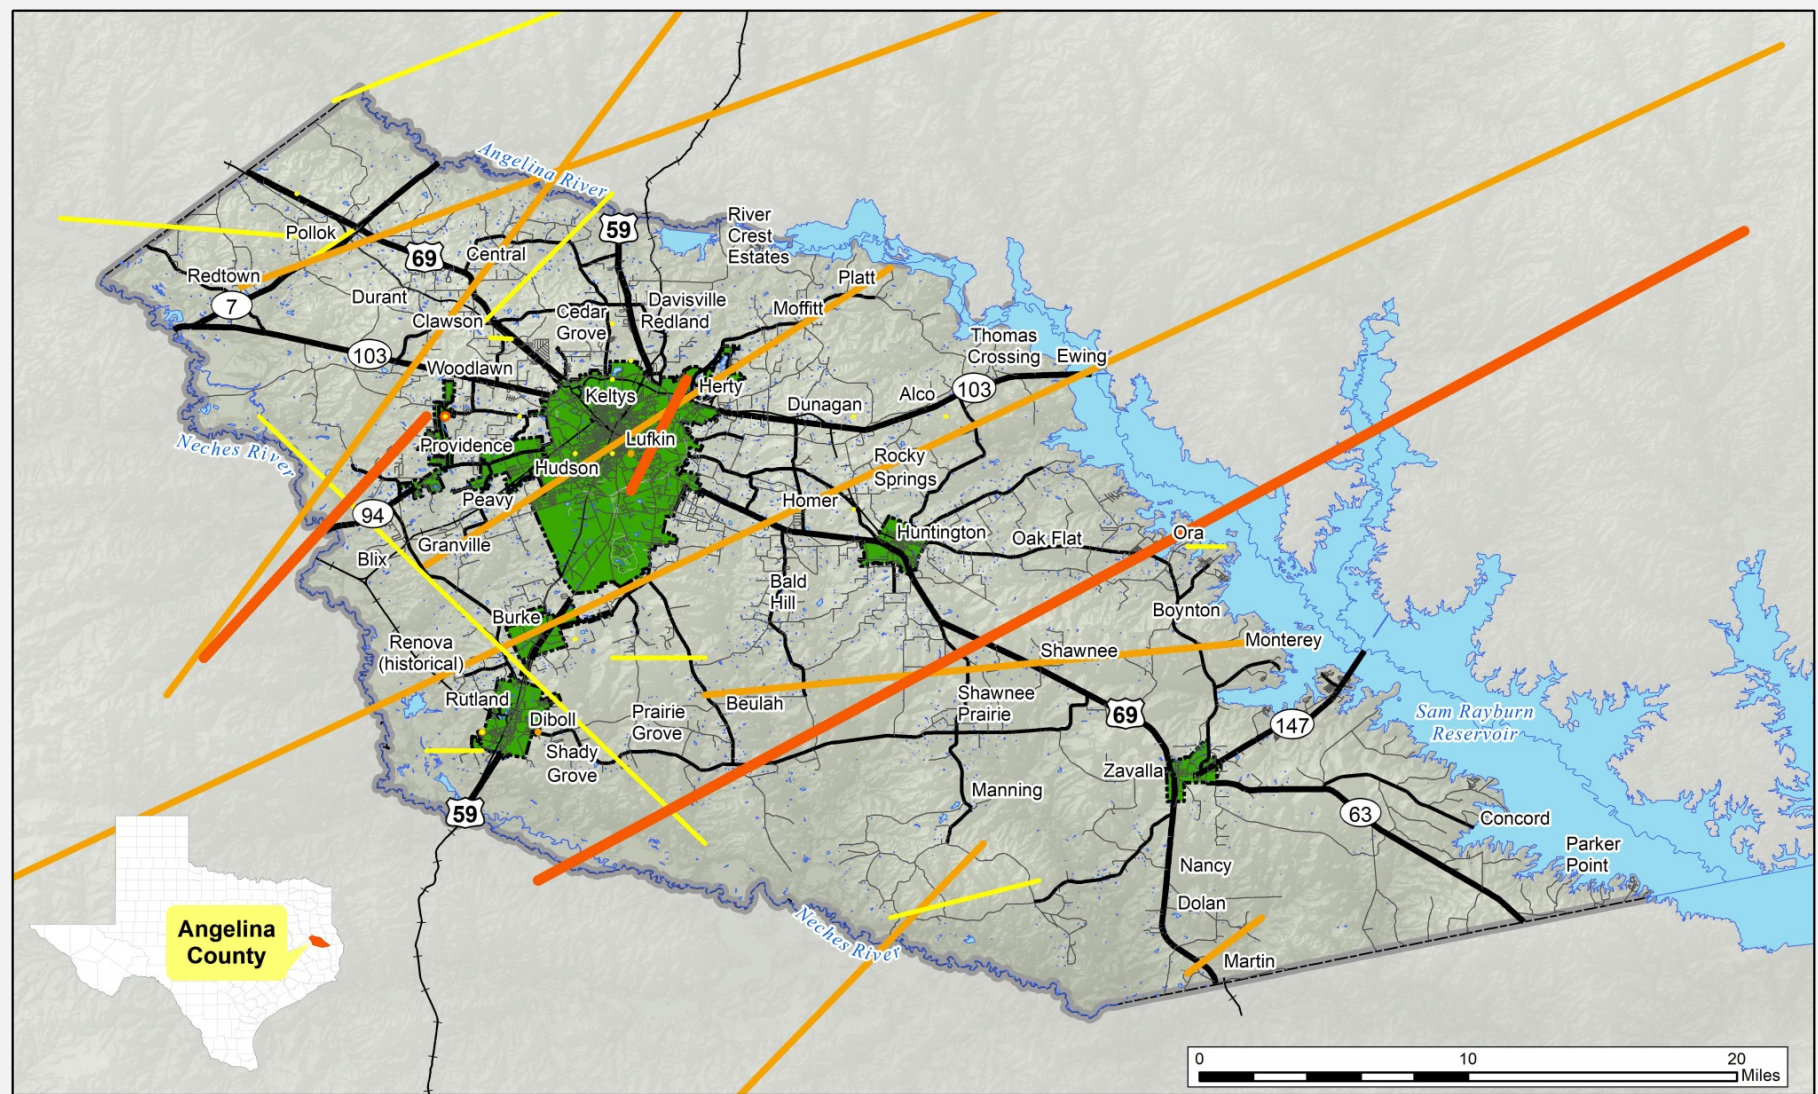 Angelina River
59
River
Crest
Estates
Pollok
69
Central
Redtown
Platt
7
Durant
Davisville
Moffitt
Cedar
Grove
Redland
Clawson
Thomas
Crossing
Ewing
103
Woodlawn
Herty
Keltys
Alco
103
Dunagan
Neches River
Providence
Lufkin
Hudson
Rocky
Springs
Peavy
Homer
94
Huntington
Ora
Oak Flat
Granville
Blix
Bald
Hill
Burke
Boynton
Renova
(historical)
Monterey
Shawnee
Rutland
Beulah
Shawnee
Prairie
Diboll
Prairie
Grove
69
147
Sam Rayburn
Reservoir
Shady
Grove
Zavalla
Manning
59
63
Concord
Parker
Point
Nancy
Dolan
Neches River
Martin
Angelina
County
0
10
20
Miles